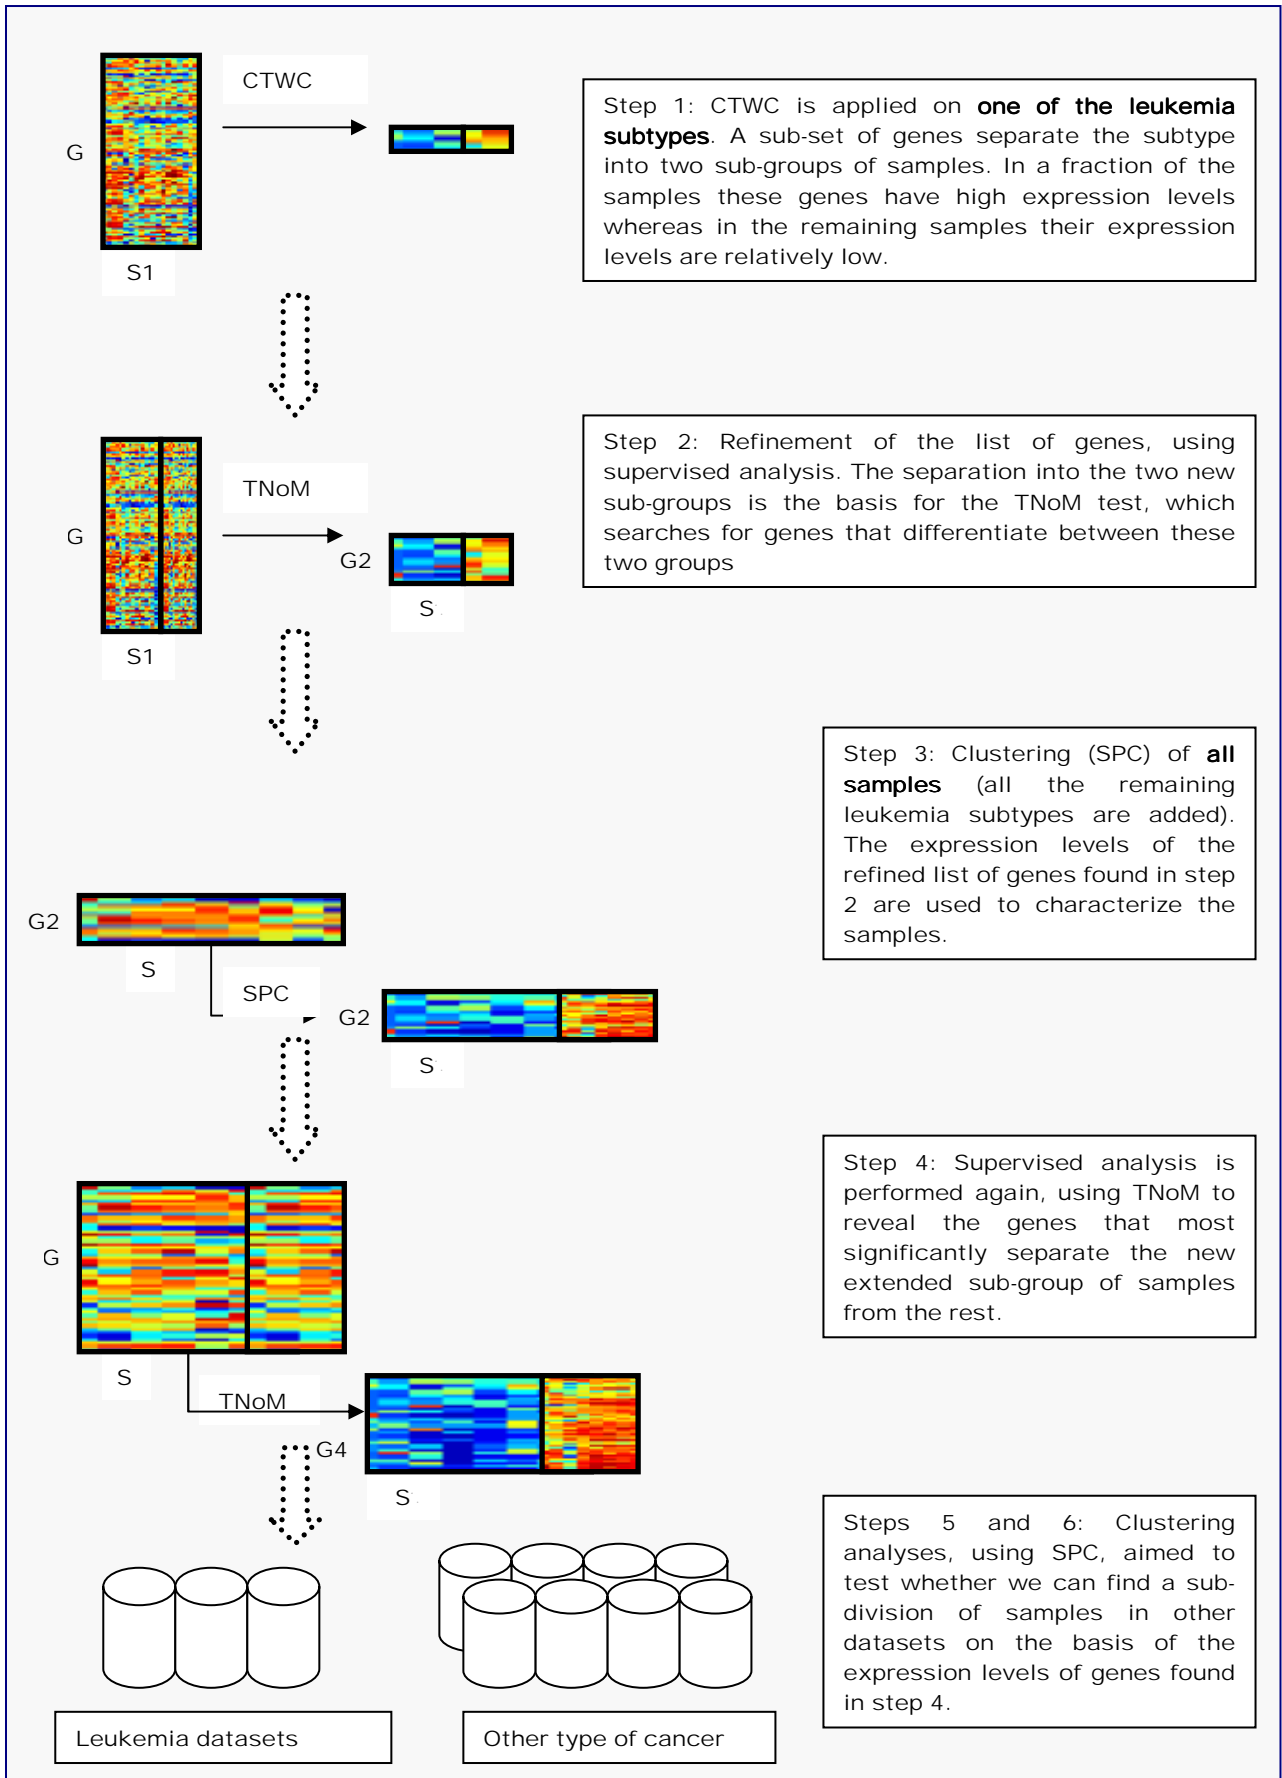 CTWC
G
S1
Step 1: CTWC is applied on one of the leukemia
subtypes. A sub-set of genes separate the subtype
into two sub-groups of samples. In a fraction of the
samples these genes have high expression levels
whereas in the remaining samples their expression
levels are relatively low.
TNoM
G
G2
S
S1
Step 2: Refinement of the list of genes, using
supervised analysis. The separation into the two new
sub-groups is the basis for the TNoM test, which
searches for genes that differentiate between these
two groups
Step 3: Clustering (SPC) of all
samples (all the remaining
leukemia subtypes are added).
The expression levels of the
refined list of genes found in step
2 are used to characterize the
samples.
G2
S
SPC
G2
S
Step 4: Supervised analysis is
performed again, using TNoM to
reveal the genes that most
significantly separate the new
extended sub-group of samples
from the rest.
G
S
TNoM
G4
S
Steps 5 and 6: Clustering
analyses, using SPC, aimed to
test whether we can find a sub-
division of samples in other
datasets on the basis of the
expression levels of genes found
in step 4.
Leukemia datasets
Other type of cancer